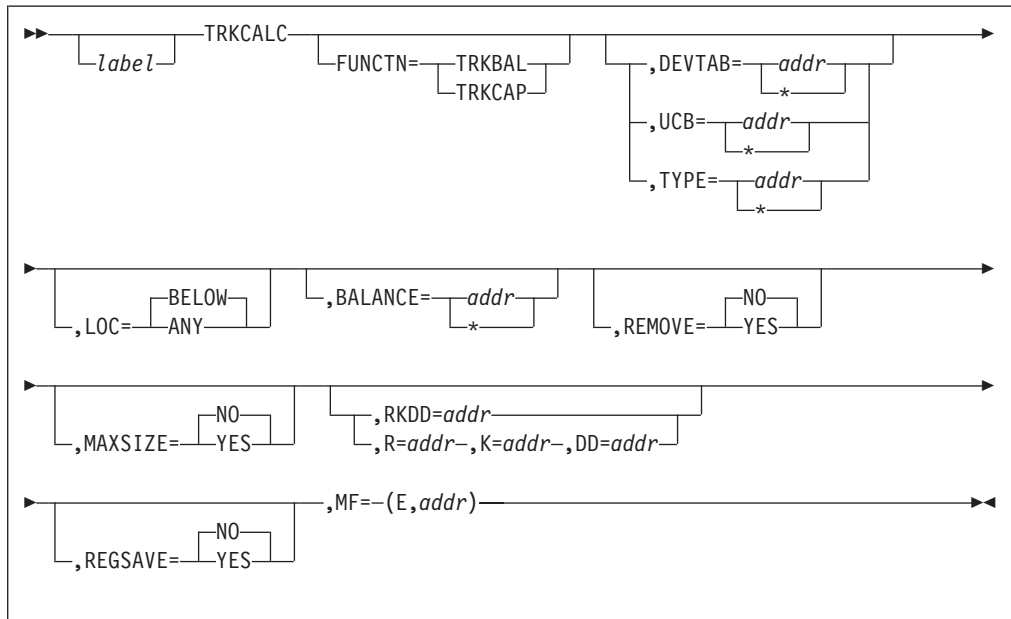 TRKCALC
label FUNCTN= TRKBAL ,DEVTAB= addr
TRKCAP *
,UCB= addr
*
,TYPE= addr
*
BELOW ,BALANCE= addr NO
,LOC= ANY * ,REMOVE= YES
NO ,RKDD=addr
,MAXSIZE= YES ,R=addr ,K=addr ,DD=addr
,MF= (E,addr)
NO
,REGSAVE= YES